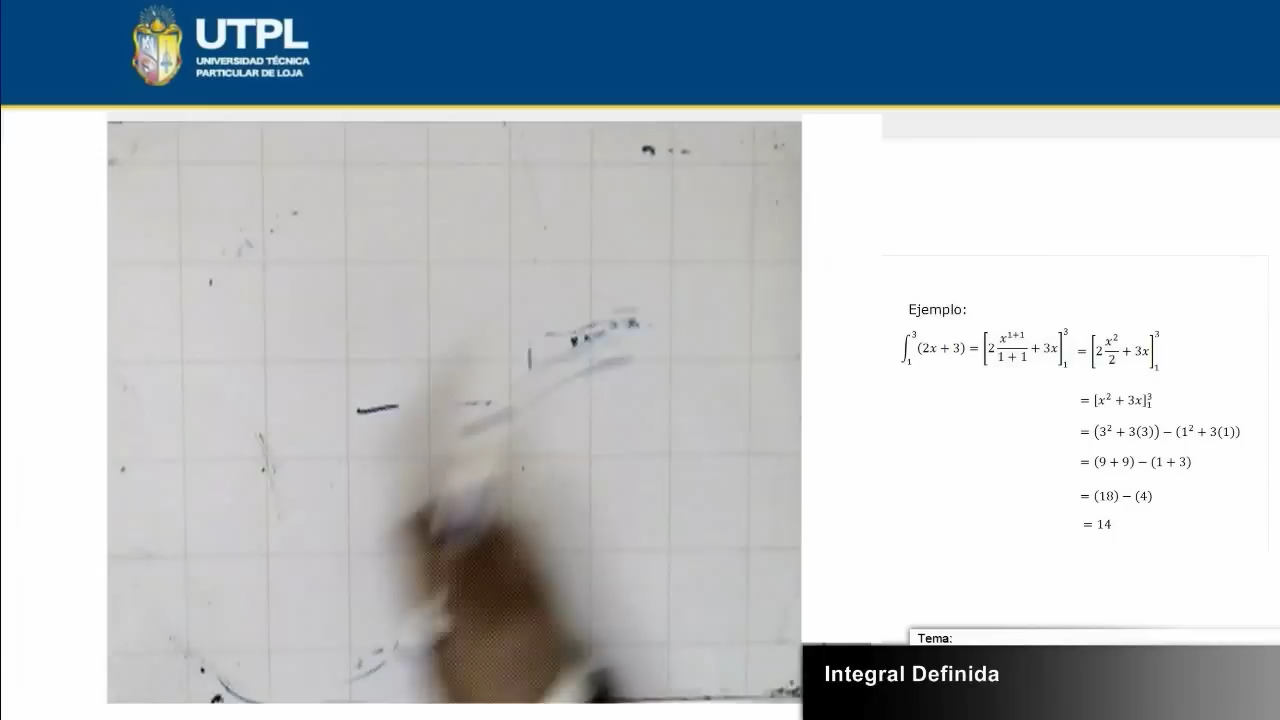 UTPL
UNIVERSIDAD TÉCNICA
PARTICULAR DE LOJA
Ejemplo:
∫₁³(2x + 3) = [2 x¹⁺¹/1 + 1 + 3x]₁³ = [2 x²/2 + 3x]₁³
= [x² + 3x]₁³
= (3² + 3(3)) − (1² + 3(1))
= (9 + 9) − (1 + 3)
= (18) − (4)
= 14
Tema:
Integral Definida